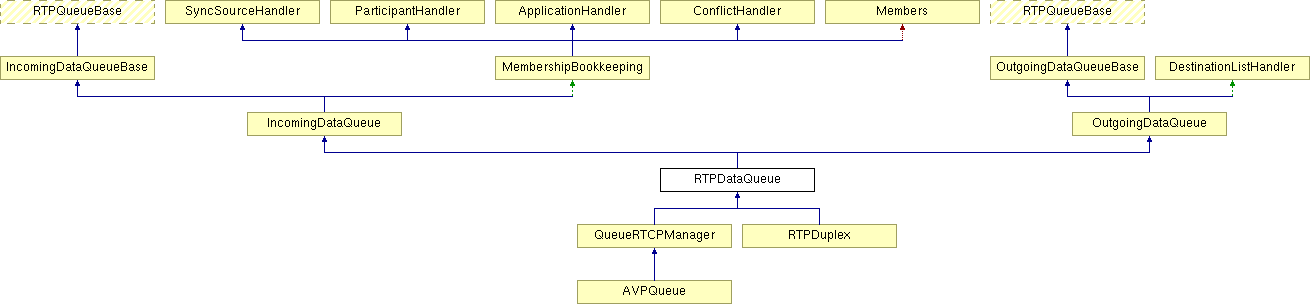 RTPQueueBase
SyncSourceHandler
ParticipantHandler
ApplicationHandler
ConflictHandler
Members
RTPQueueBase
IncomingDataQueueBase
MembershipBookkeeping
OutgoingDataQueueBase
DestinationListHandler
IncomingDataQueue
OutgoingDataQueue
RTPDataQueue
QueueRTCPManager
RTPDuplex
AVPQueue